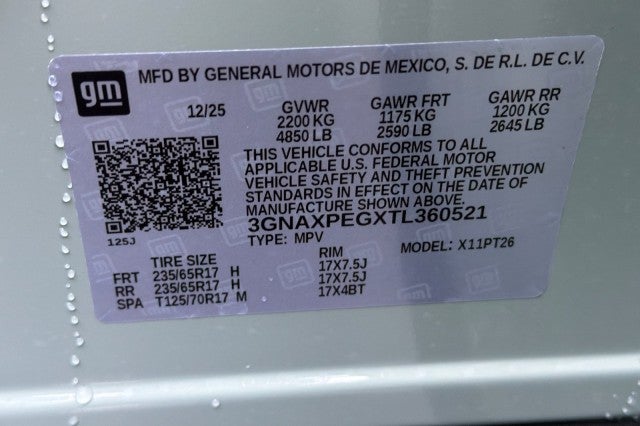 gm MFD BY GENERAL MOTORS DE MEXICO, S. DE R.L. DE C.V.
12/25 GVWR GAWR FRT GAWR RR
2200 KG 1175 KG 1200 KG
4850 LB 2590 LB 2645 LB
THIS VEHICLE CONFORMS TO ALL
APPLICABLE U.S. FEDERAL MOTOR
VEHICLE SAFETY AND THEFT PREVENTION
STANDARDS IN EFFECT ON THE DATE OF
MANUFACTURE SHOWN ABOVE.
3GNAXPEGXTL360521
125J
TYPE: MPV MODEL: X11PT26
TIRE SIZE RIM
FRT 235/65R17 H 17X7.5J
RR 235/65R17 H 17X7.5J
SPA T125/70R17 M 17X4BT